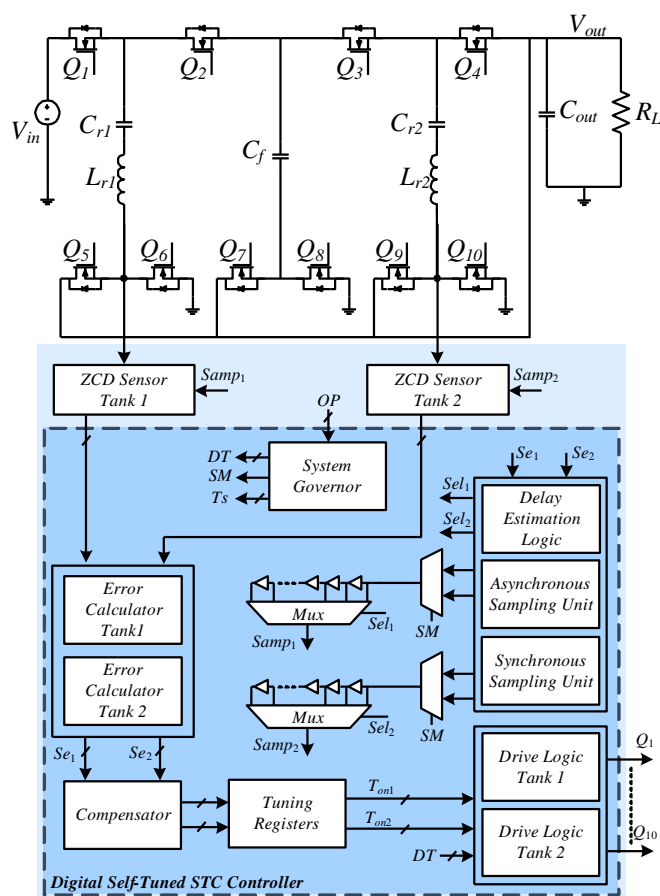 V_out
Q_1
Q_2
Q_3
Q_4
C_r1
C_r2
C_out
R_L
V_in
C_f
L_r1
L_r2
Q_5
Q_6
Q_7
Q_8
Q_9
Q_10
ZCD Sensor
Tank 1
Samp_1
ZCD Sensor
Tank 2
Samp_2
OP
DT
SM
Ts
System
Governor
Se_1
Se_2
Sel_1
Sel_2
Delay
Estimation
Logic
Asynchronous
Sampling Unit
Synchronous
Sampling Unit
Mux
Sel_1
SM
Samp_1
Mux
Sel_2
SM
Samp_2
Error
Calculator
Tank1
Error
Calculator
Tank 2
Se_1
Se_2
Compensator
Tuning
Registers
T_on1
T_on2
DT
Drive Logic
Tank 1
Drive Logic
Tank 2
Q_1
Q_10
Digital Self-Tuned STC Controller